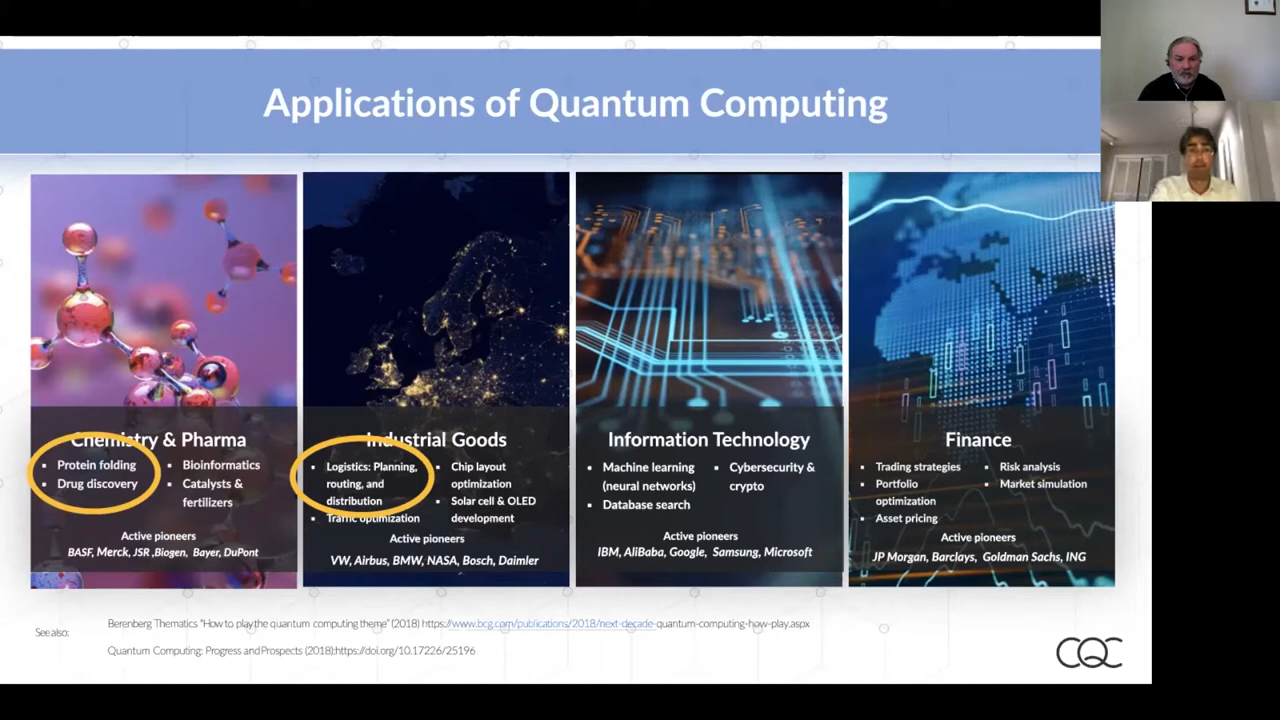 Applications of Quantum Computing
Chemistry & Pharma
▪ Protein folding
▪ Drug discovery
▪ Bioinformatics
▪ Catalysts &
fertilizers
Active pioneers
BASF, Merck, JSR ,Biogen, Bayer, DuPont
Industrial Goods
▪ Logistics: Planning,
routing, and
distribution
▪ Traffic optimization
▪ Chip layout
optimization
▪ Solar cell & OLED
development
Active pioneers
VW, Airbus, BMW, NASA, Bosch, Daimler
Information Technology
▪ Machine learning
(neural networks)
▪ Database search
▪ Cybersecurity &
crypto
Active pioneers
IBM, AliBaba, Google, Samsung, Microsoft
Finance
▪ Trading strategies
▪ Portfolio
optimization
▪ Asset pricing
▪ Risk analysis
▪ Market simulation
Active pioneers
JP Morgan, Barclays, Goldman Sachs, ING
See also:
Berenberg Thematics "How to play the quantum computing theme" (2018) https://www.bcg.com/publications/2018/next-decade-quantum-computing-how-play.aspx
Quantum Computing: Progress and Prospects (2018):https://doi.org/10.17226/25196
CQC